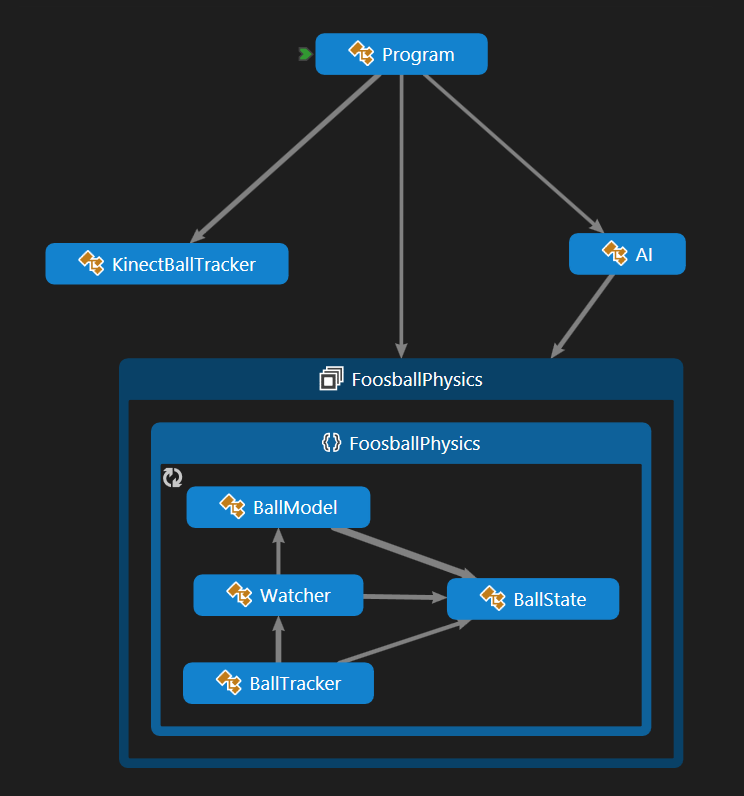 Program
KinectBallTracker
AI
FoosballPhysics
FoosballPhysics
BallModel
Watcher
BallState
BallTracker